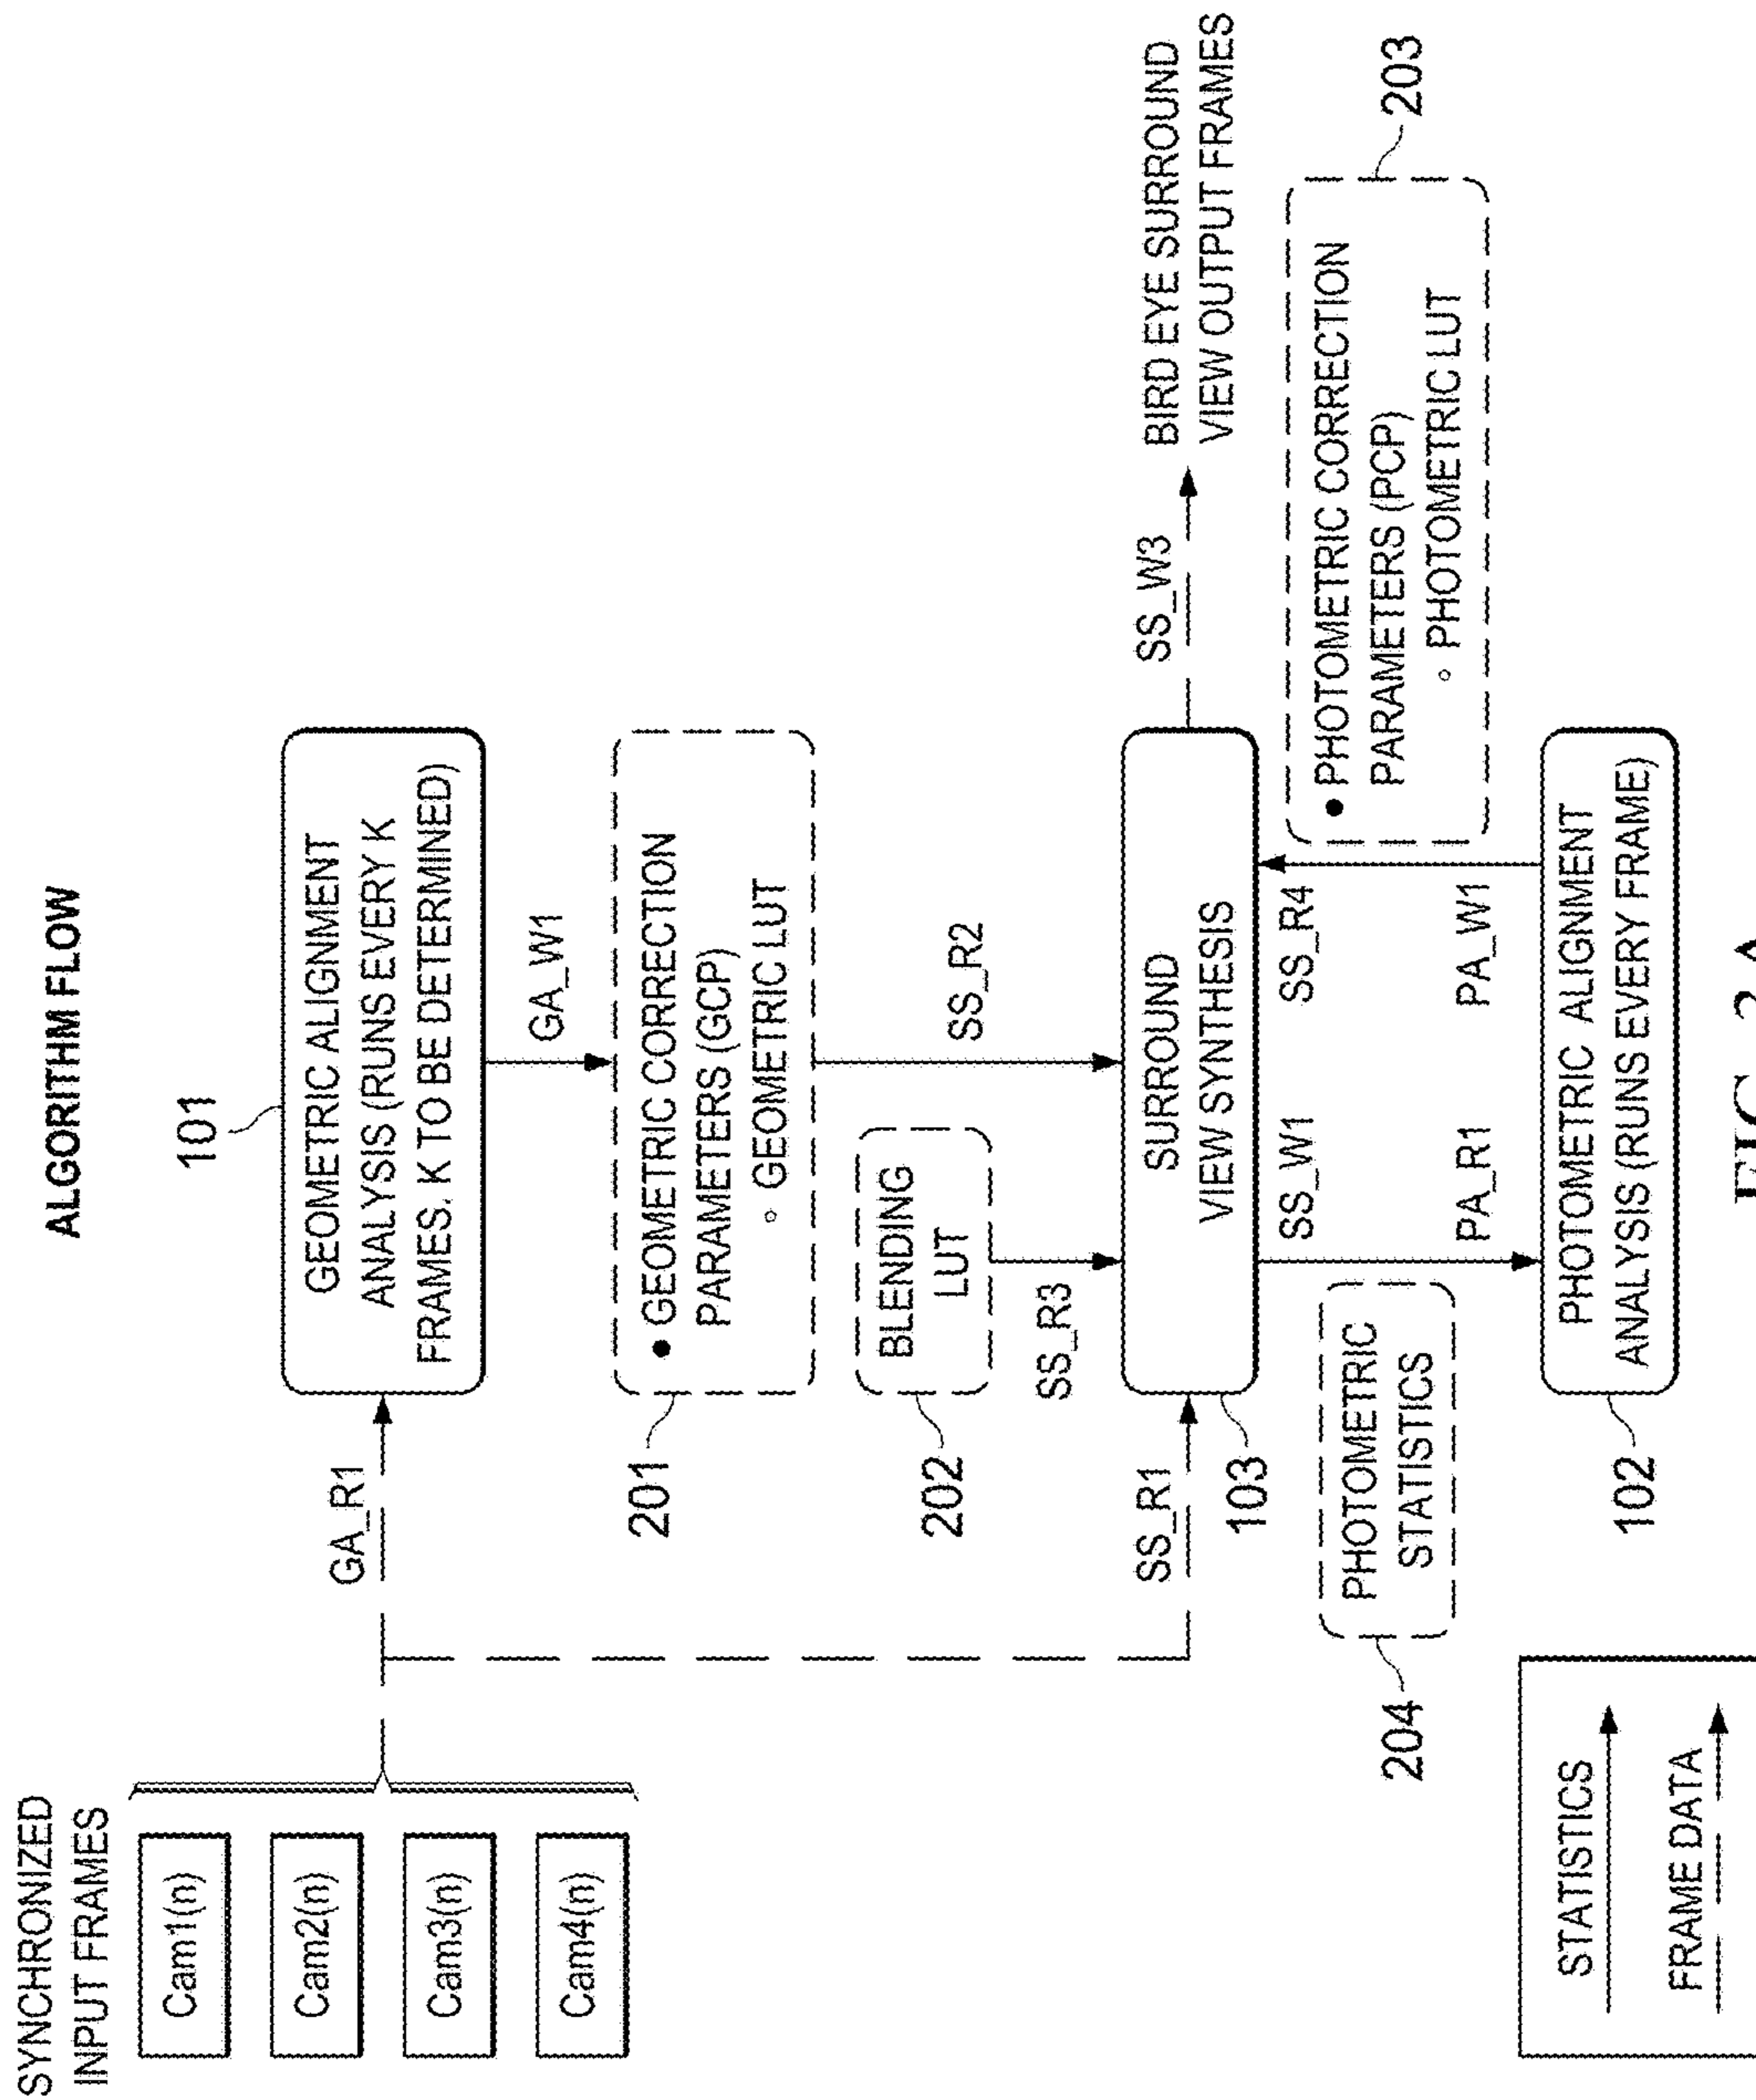 ALGORITHM FLOW
SYNCHRONIZED
INPUT FRAMES
Cam1(n)
Cam2(n)
Cam3(n)
Cam4(n)
GA_R1
101
GEOMETRIC ALIGNMENT
ANALYSIS (RUNS EVERY K
FRAMES. K TO BE DETERMINED)
GA_W1
201
• GEOMETRIC CORRECTION
PARAMETERS (GCP)
◦ GEOMETRIC LUT
202
BLENDING
LUT
SS_R3
SS_R2
SS_R1
103
SURROUND
VIEW SYNTHESIS
SS_W3
BIRD EYE SURROUND
VIEW OUTPUT FRAMES
204
PHOTOMETRIC
STATISTICS
SS_W1
PA_R1
SS_R4
PA_W1
203
• PHOTOMETRIC CORRECTION
PARAMETERS (PCP)
◦ PHOTOMETRIC LUT
102
PHOTOMETRIC ALIGNMENT
ANALYSIS (RUNS EVERY FRAME)
STATISTICS
FRAME DATA
FIG. 2A